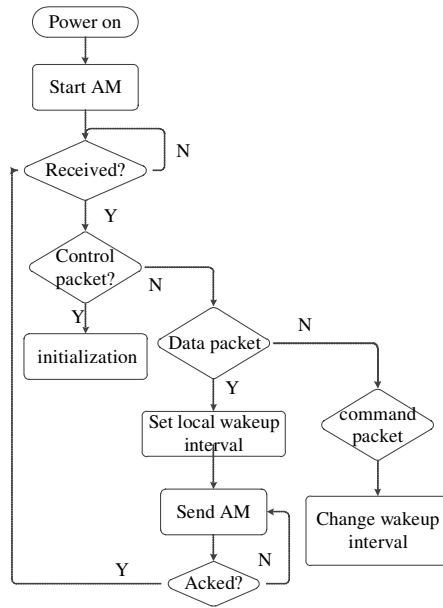 Power on
Start AM
N
Received?
Y
Control
packet?
N
Y
initialization
Data packet
N
Y
command
packet
Set local wakeup
interval
Send AM
Change wakeup
interval
Y
N
Acked?